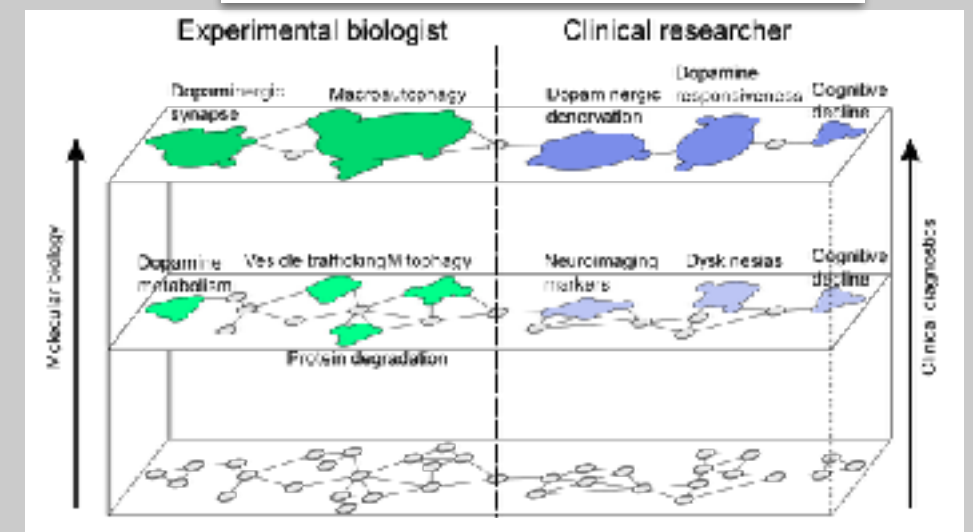 Experimental biologist
Clinical researcher
Dopaminergic
synapse
Macroautophagy
Dopaminergic
denervation
Dopamine
responsiveness
Cognitive
decline
Molecular biology
Clinical diagnostics
Dopamine
metabolism
Vesicle trafficking
Mitophagy
Neuroimaging
markers
Dyskinesias
Cognitive
decline
Protein degradation